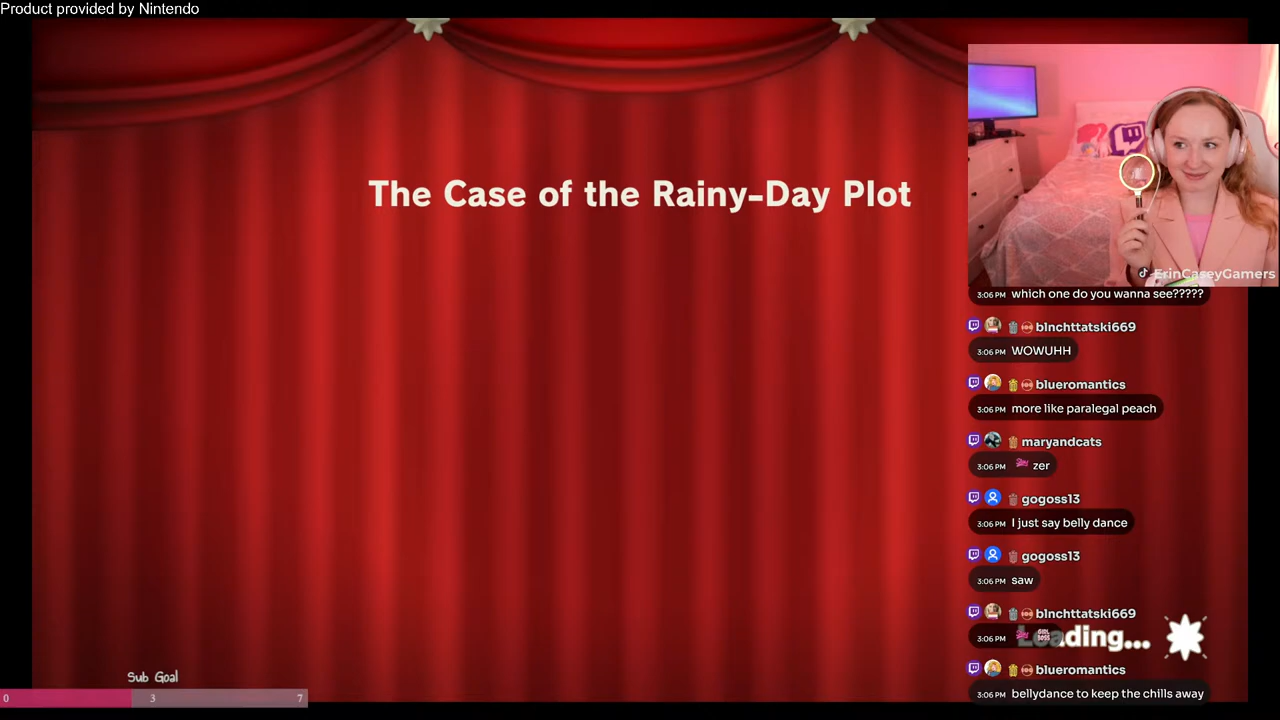 Product provided by Nintendo
The Case of the Rainy-Day Plot
ErinCaseyGamers
3:06 PM which one do you wanna see?????
blnchttatski669
3:06 PM WOWUHH
blueromantics
3:06 PM more like paralegal peach
maryandcats
3:06 PM zer
gogoss13
3:06 PM I just say belly dance
gogoss13
3:06 PM saw
blnchttatski669
3:06 PM
Loading...
blueromantics
3:06 PM bellydance to keep the chills away
Sub Goal
0 3 7